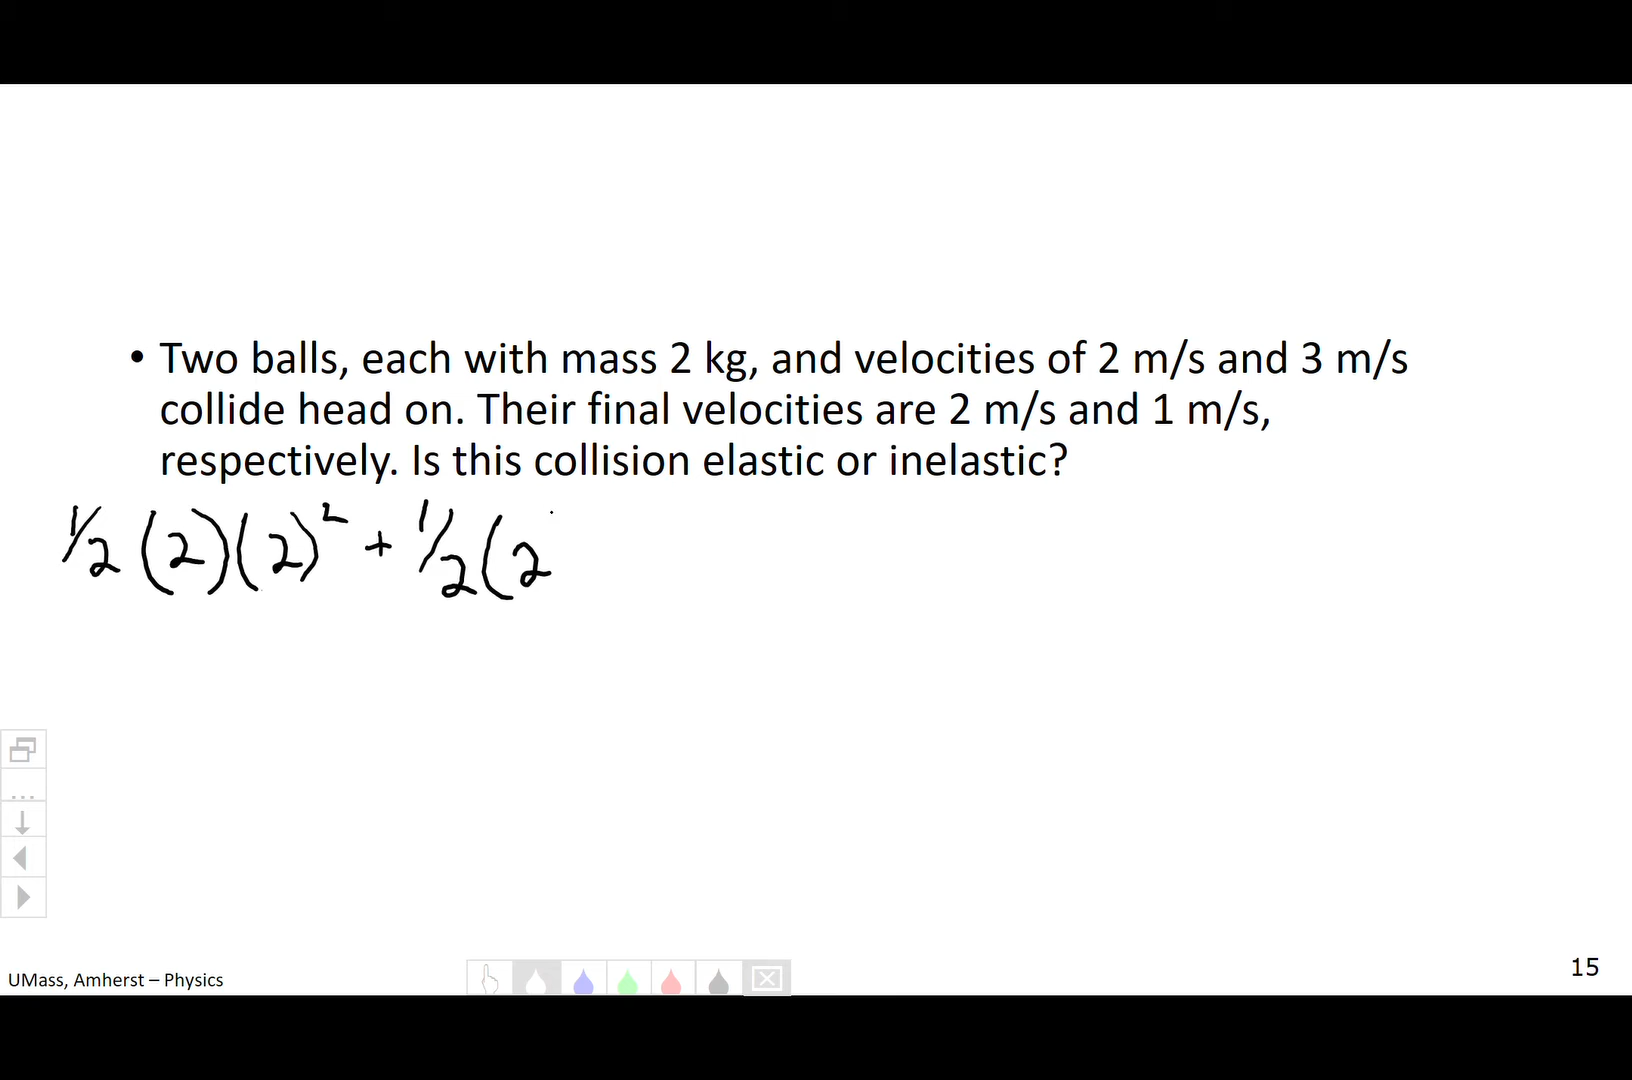 • Two balls, each with mass 2 kg, and velocities of 2 m/s and 3 m/s
collide head on. Their final velocities are 2 m/s and 1 m/s,
respectively. Is this collision elastic or inelastic?
1/2 (2)(2)² + 1/2 (2
...
UMass, Amherst – Physics
15